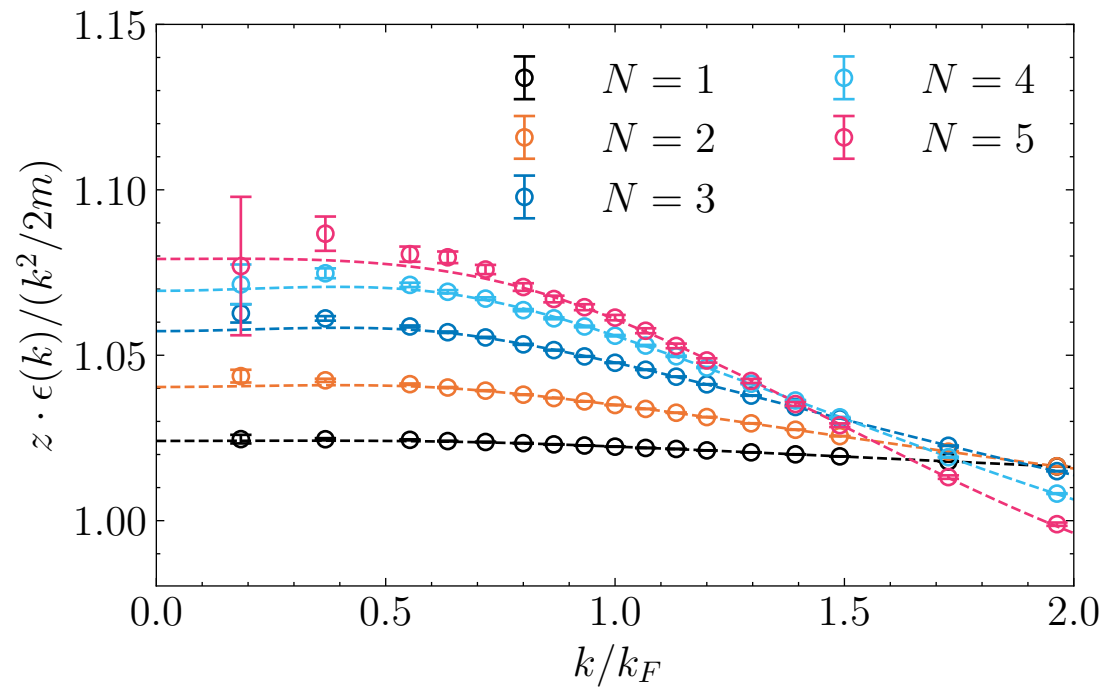 1.15
1.10
1.05
1.00
z · ϵ(k)/(k²/2m)
N = 1
N = 2
N = 3
N = 4
N = 5
0.0 0.5 1.0 1.5 2.0
k/k_F